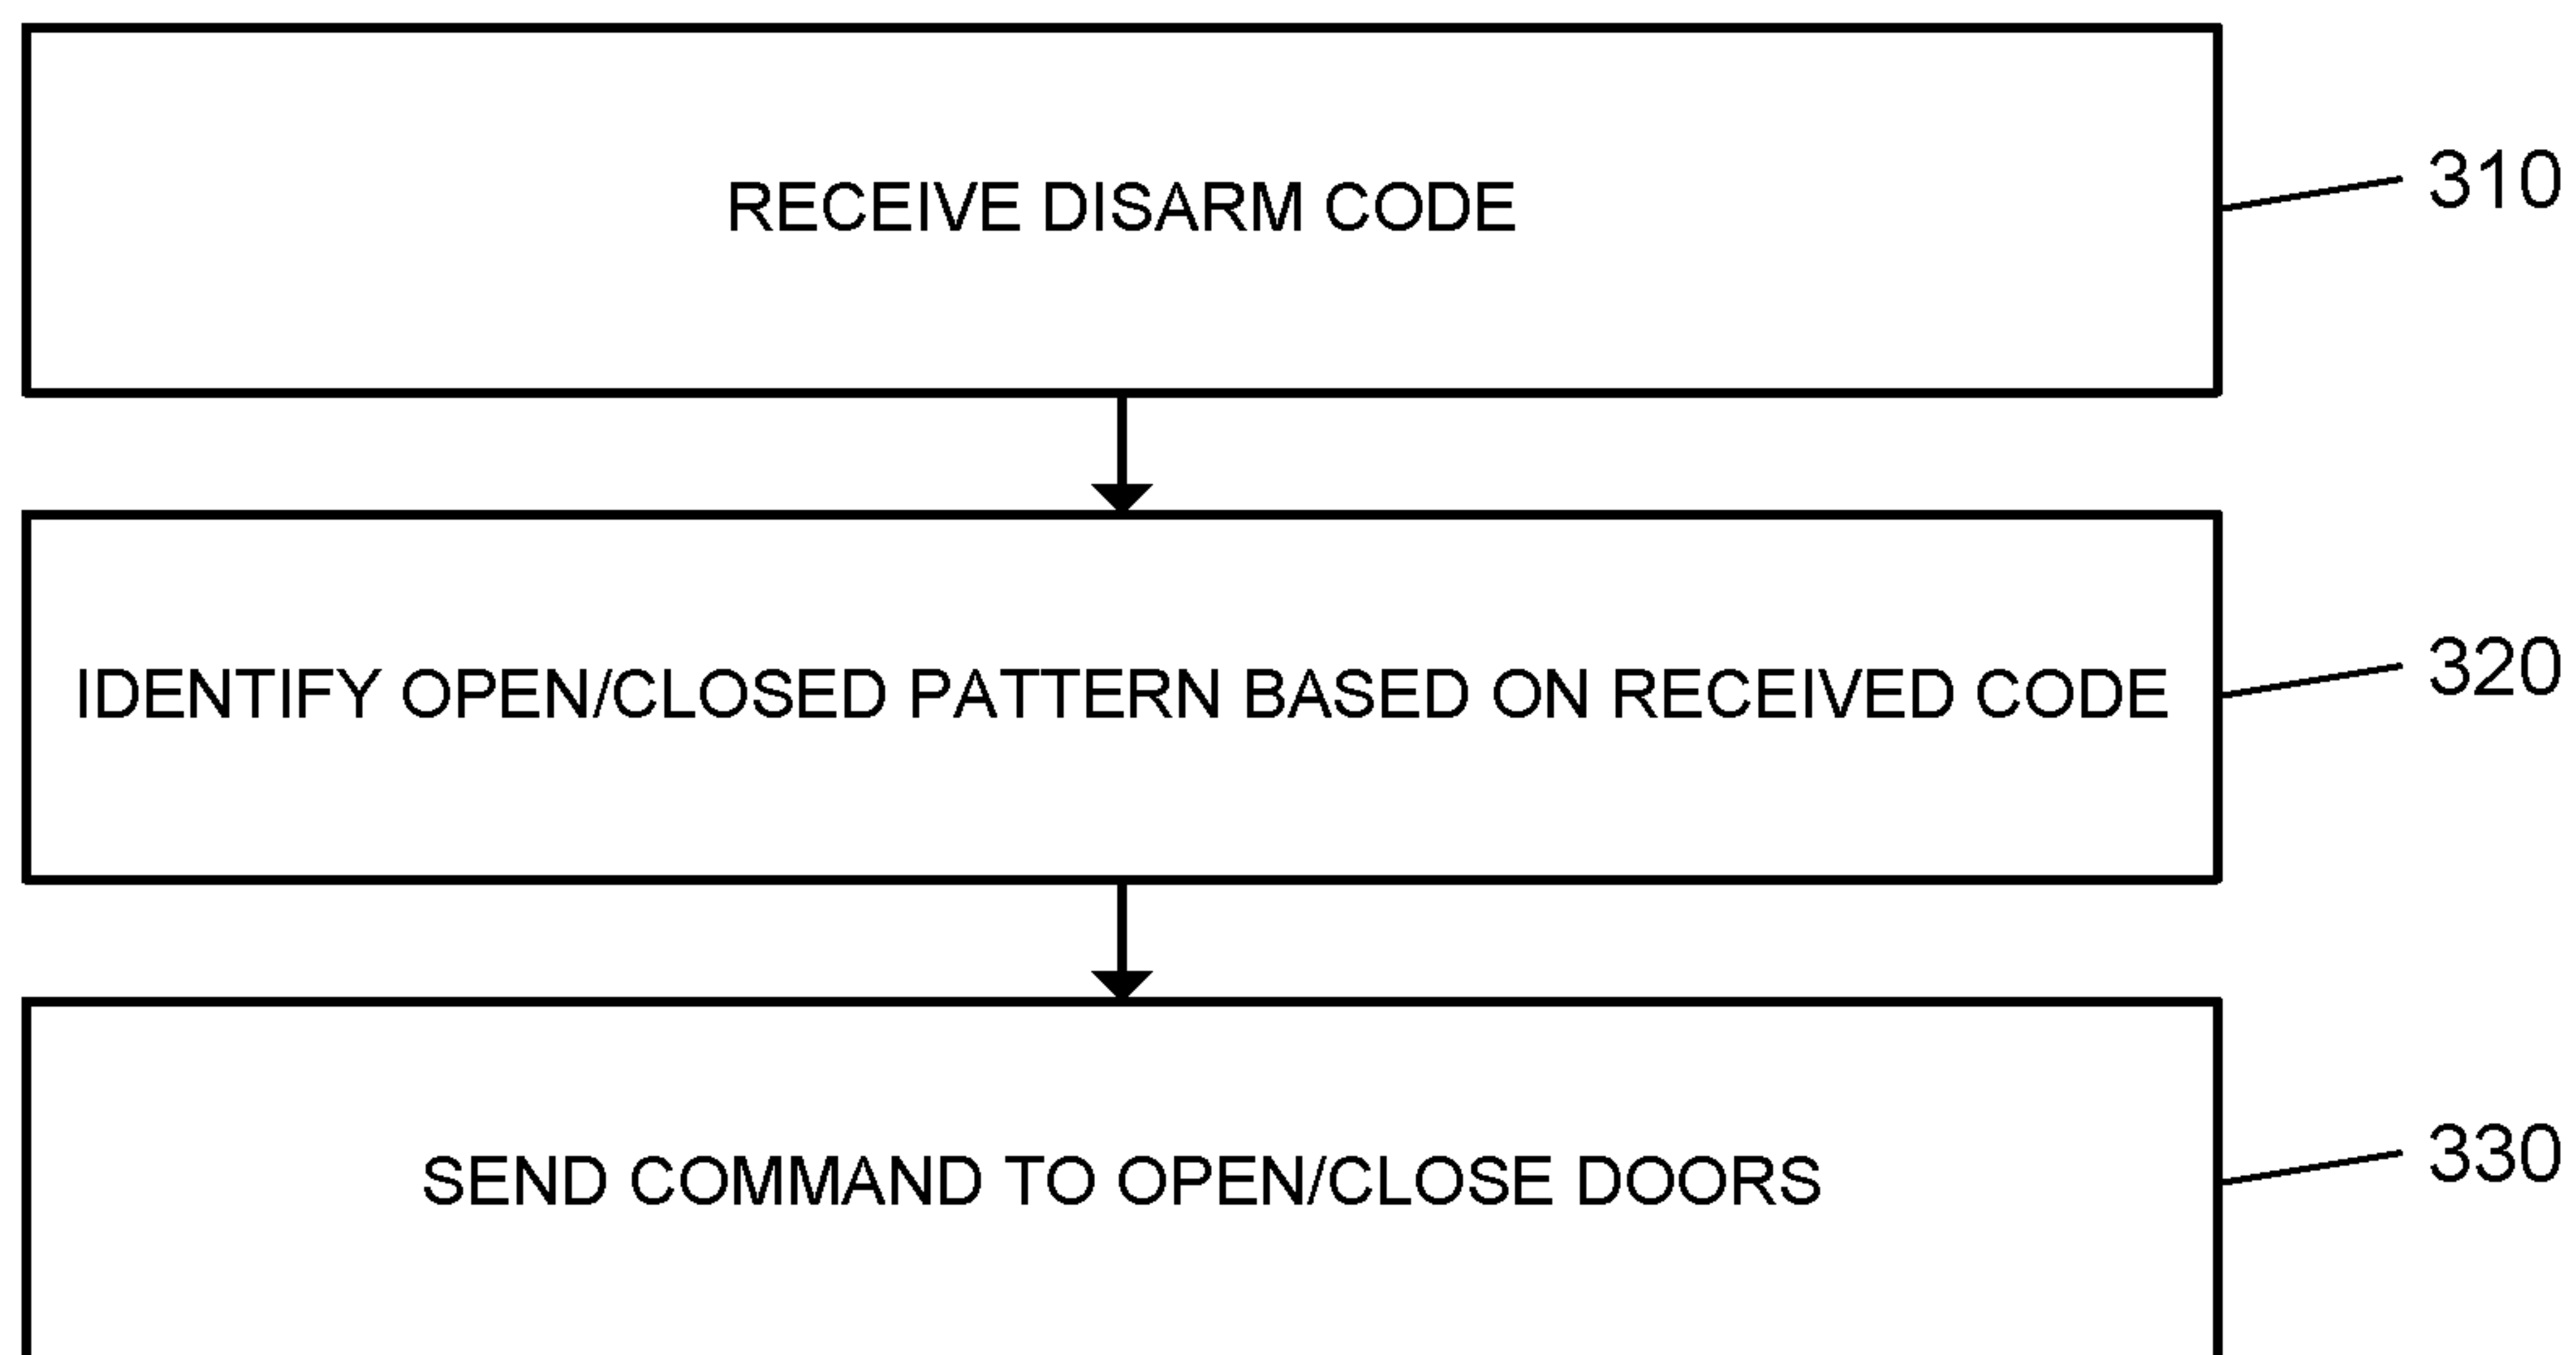 RECEIVE DISARM CODE
310
IDENTIFY OPEN/CLOSED PATTERN BASED ON RECEIVED CODE
320
SEND COMMAND TO OPEN/CLOSE DOORS
330